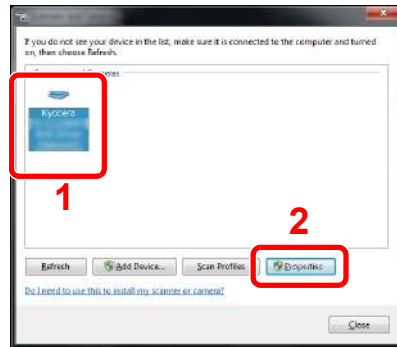 If you do not see your device in the list, make sure it is connected to the computer and turned
on, then choose Refresh.
Kyocera
1
2
Refresh
Add Device...
Scan Profiles
Properties
Do I need to use this to install my scanner or camera?
Close